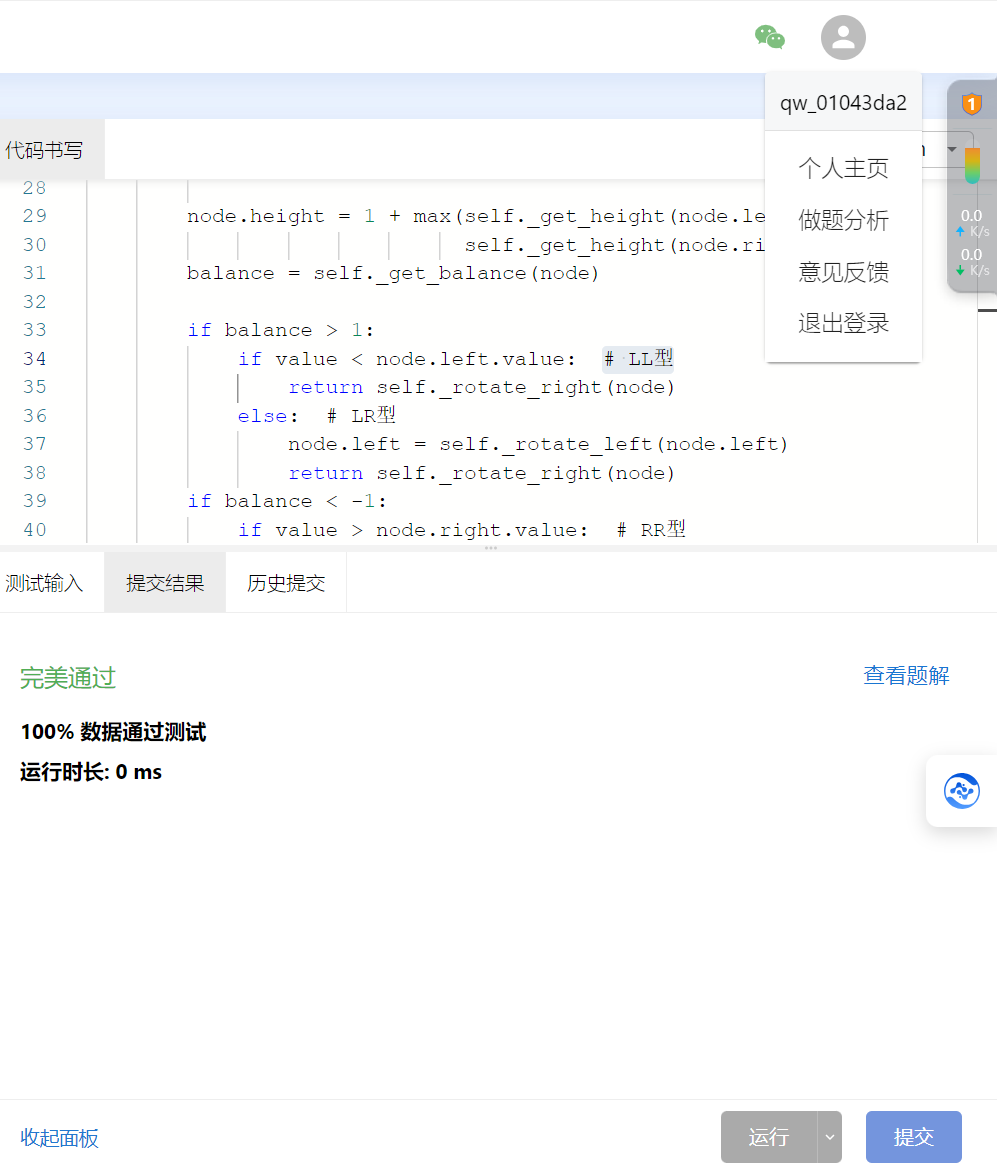 qw_01043da2
1
代码书写
个人主页
做题分析
意见反馈
退出登录
0.0
K/s
0.0
K/s
28
29 node.height = 1 + max(self._get_height(node.le
30 self._get_height(node.ri
31 balance = self._get_balance(node)
32
33 if balance > 1:
34 if value < node.left.value:  # LL型
35 return self._rotate_right(node)
36 else:  # LR型
37 node.left = self._rotate_left(node.left)
38 return self._rotate_right(node)
39 if balance < -1:
40 if value > node.right.value:  # RR型
测试输入 提交结果 历史提交
完美通过 查看题解
100% 数据通过测试
运行时长: 0 ms
收起面板 运行 提交